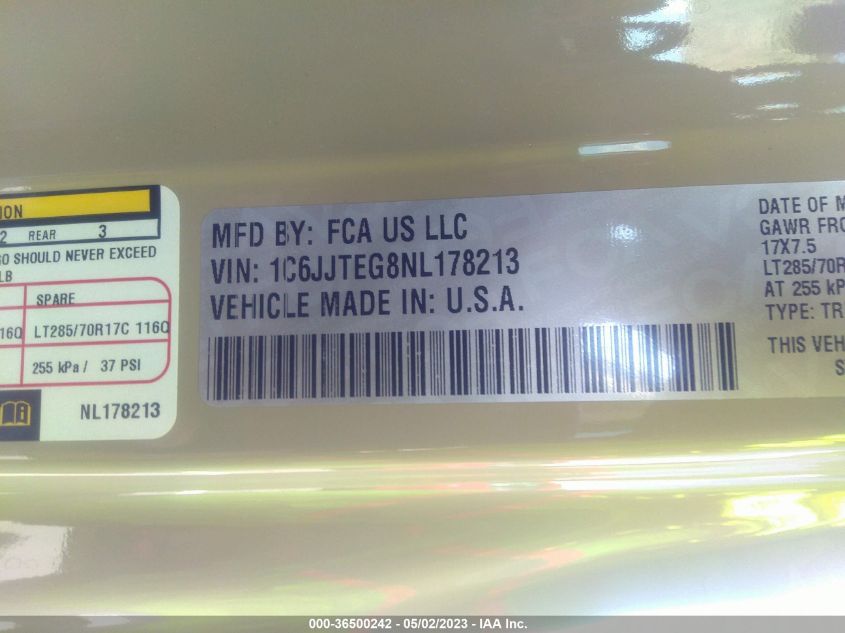 ION
2 REAR 3
GO SHOULD NEVER EXCEED
LB
SPARE
116Q LT285/70R17C 116Q
255 kPa / 37 PSI
NL178213
MFD BY: FCA US LLC
VIN: 1C6JJTEG8NL178213
VEHICLE MADE IN: U.S.A.
DATE OF M
GAWR FRO
17X7.5
LT285/70R
AT 255 kP
TYPE: TR
THIS VEH
S
000-36500242 - 05/02/2023 - IAA Inc.